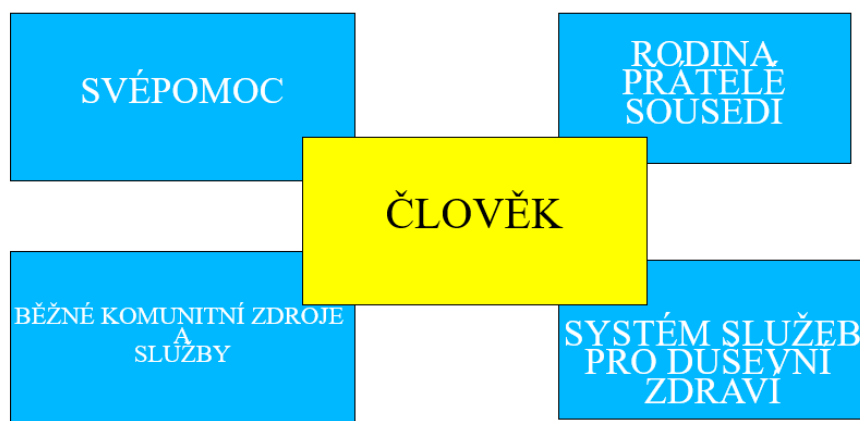 SVÉPOMOC
RODINA
PŘÁTELÉ
SOUSEDI
ČLOVĚK
BĚŽNÉ KOMUNITNÍ ZDROJE
A
SLUŽBY
SYSTÉM SLUŽEB
PRO DUŠEVNÍ
ZDRAVÍ